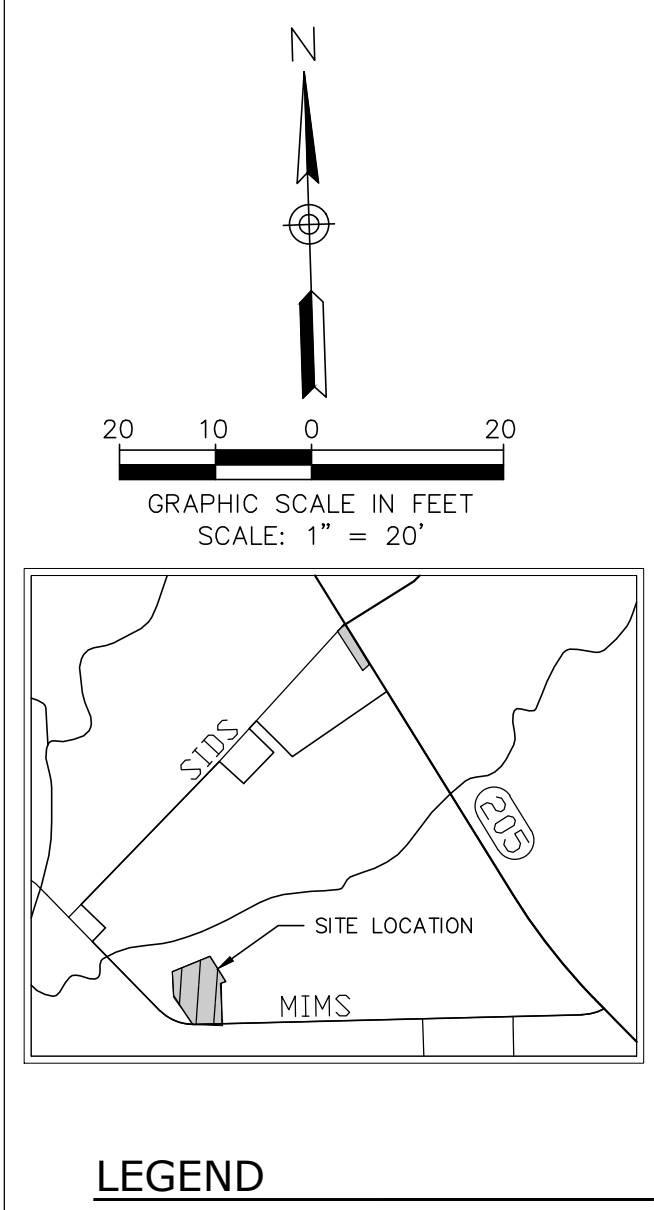 N
20 10 0 20
GRAPHIC SCALE IN FEET
SCALE: 1” = 20’
SIDS
205
SITE LOCATION
MIMS
LEGEND